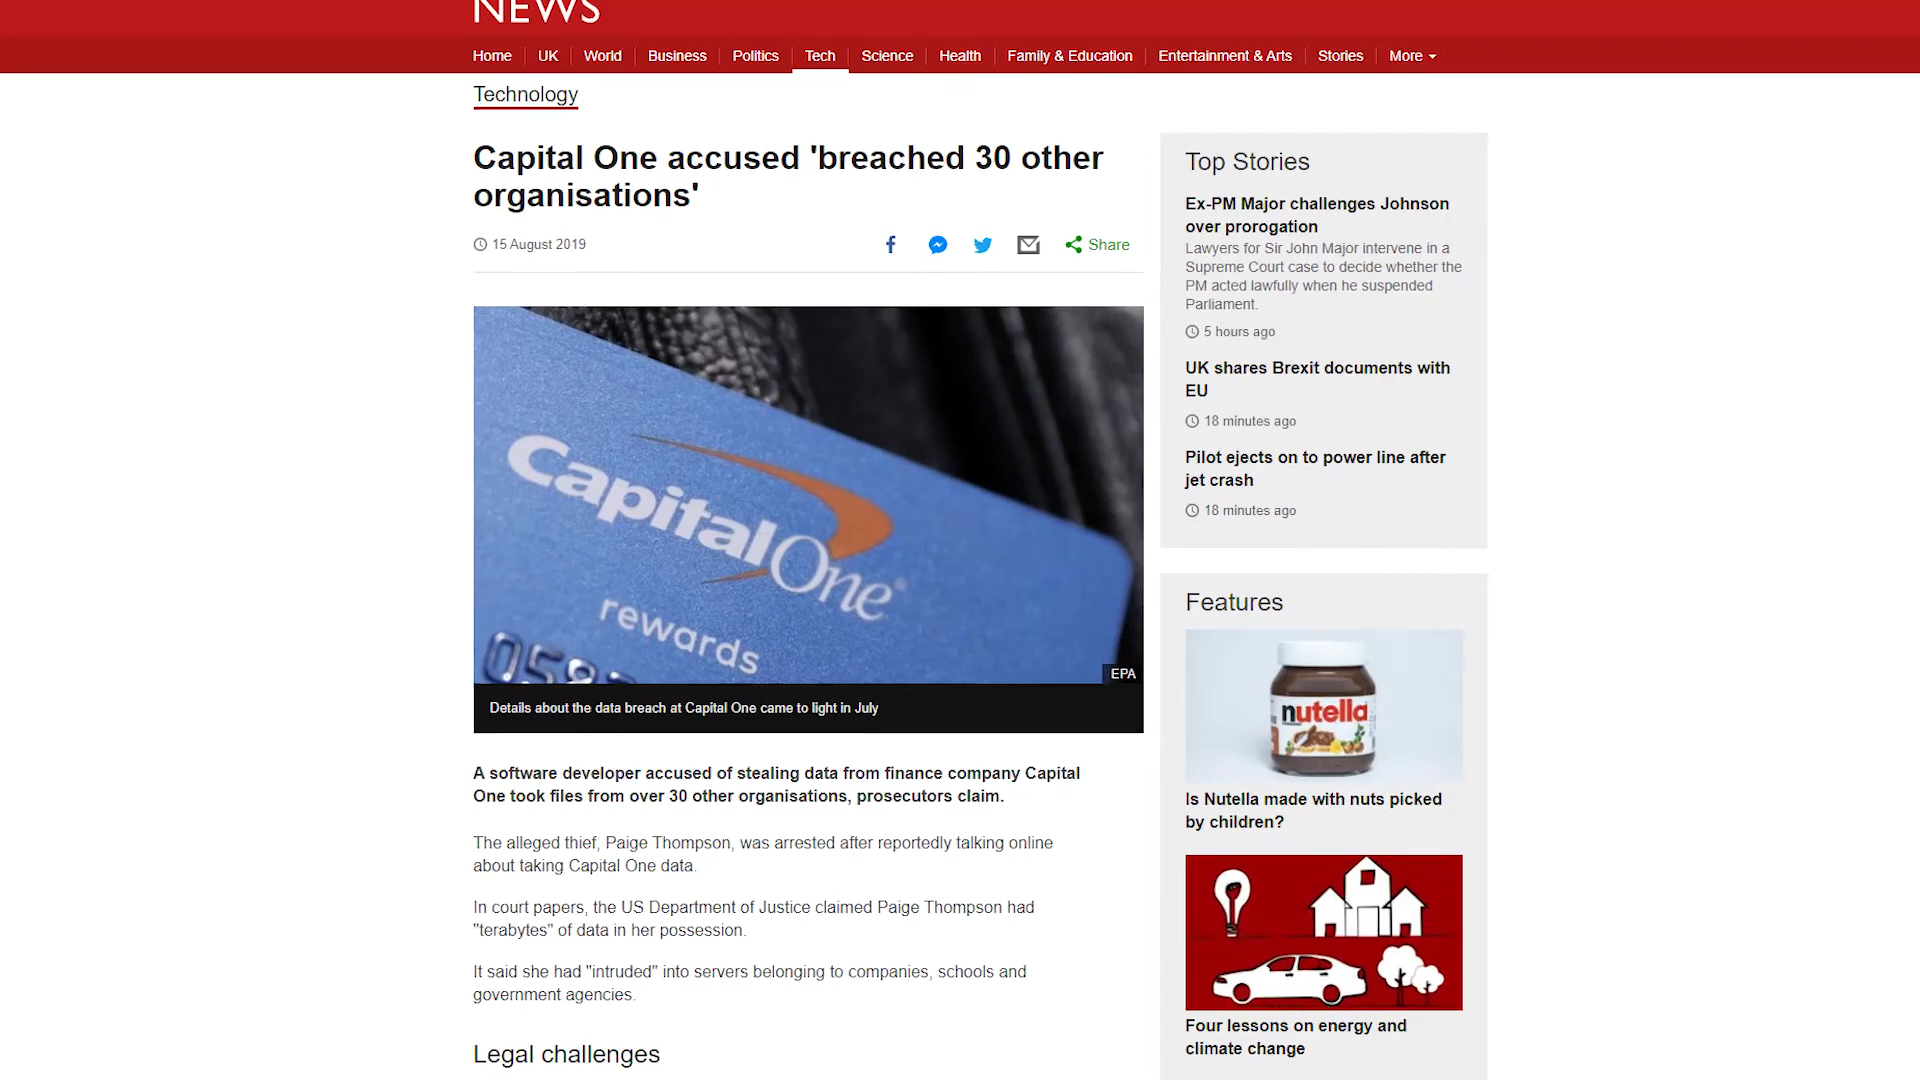 NEWS
Home
UK
World
Business
Politics
Tech
Science
Health
Family & Education
Entertainment & Arts
Stories
More
Technology
Capital One accused 'breached 30 other
organisations'
15 August 2019
Share
CapitalOne®
rewards
EPA
Details about the data breach at Capital One came to light in July
A software developer accused of stealing data from finance company Capital
One took files from over 30 other organisations, prosecutors claim.
The alleged thief, Paige Thompson, was arrested after reportedly talking online
about taking Capital One data.
In court papers, the US Department of Justice claimed Paige Thompson had
"terabytes" of data in her possession.
It said she had "intruded" into servers belonging to companies, schools and
government agencies.
Legal challenges
Top Stories
Ex-PM Major challenges Johnson
over prorogation
Lawyers for Sir John Major intervene in a
Supreme Court case to decide whether the
PM acted lawfully when he suspended
Parliament.
5 hours ago
UK shares Brexit documents with
EU
18 minutes ago
Pilot ejects on to power line after
jet crash
18 minutes ago
Features
nutella
Is Nutella made with nuts picked
by children?
Four lessons on energy and
climate change